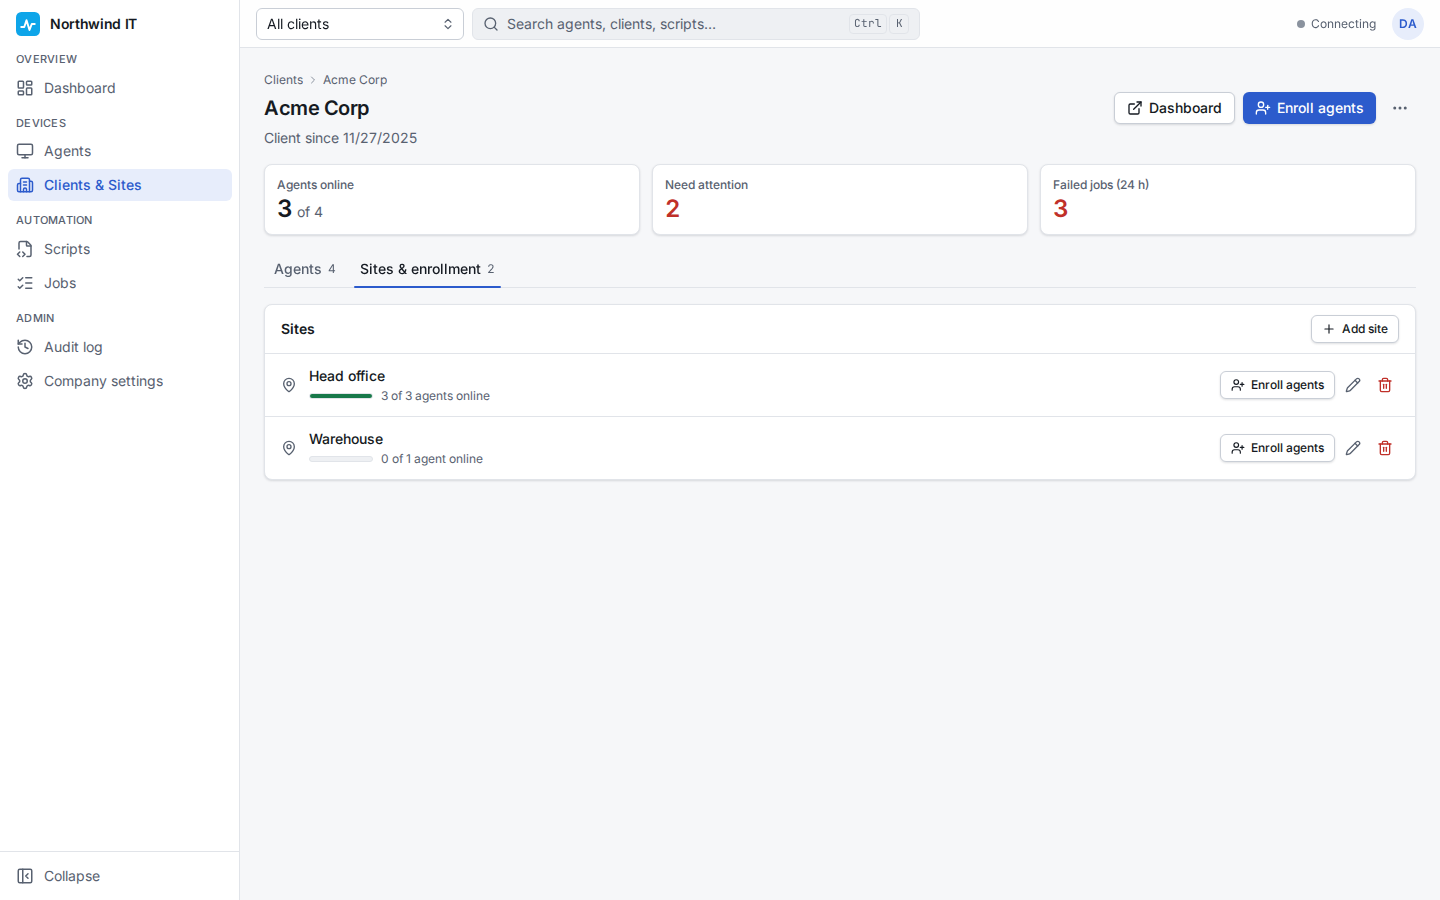 Northwind IT
OVERVIEW
Dashboard
DEVICES
Agents
Clients & Sites
AUTOMATION
Scripts
Jobs
ADMIN
Audit log
Company settings
Collapse
All clients
Search agents, clients, scripts...
Ctrl K
Connecting
DA
Clients > Acme Corp
Acme Corp
Client since 11/27/2025
Dashboard
Enroll agents
Agents online
3 of 4
Need attention
2
Failed jobs (24 h)
3
Agents 4
Sites & enrollment 2
Sites
Add site
Head office
3 of 3 agents online
Enroll agents
Warehouse
0 of 1 agent online
Enroll agents